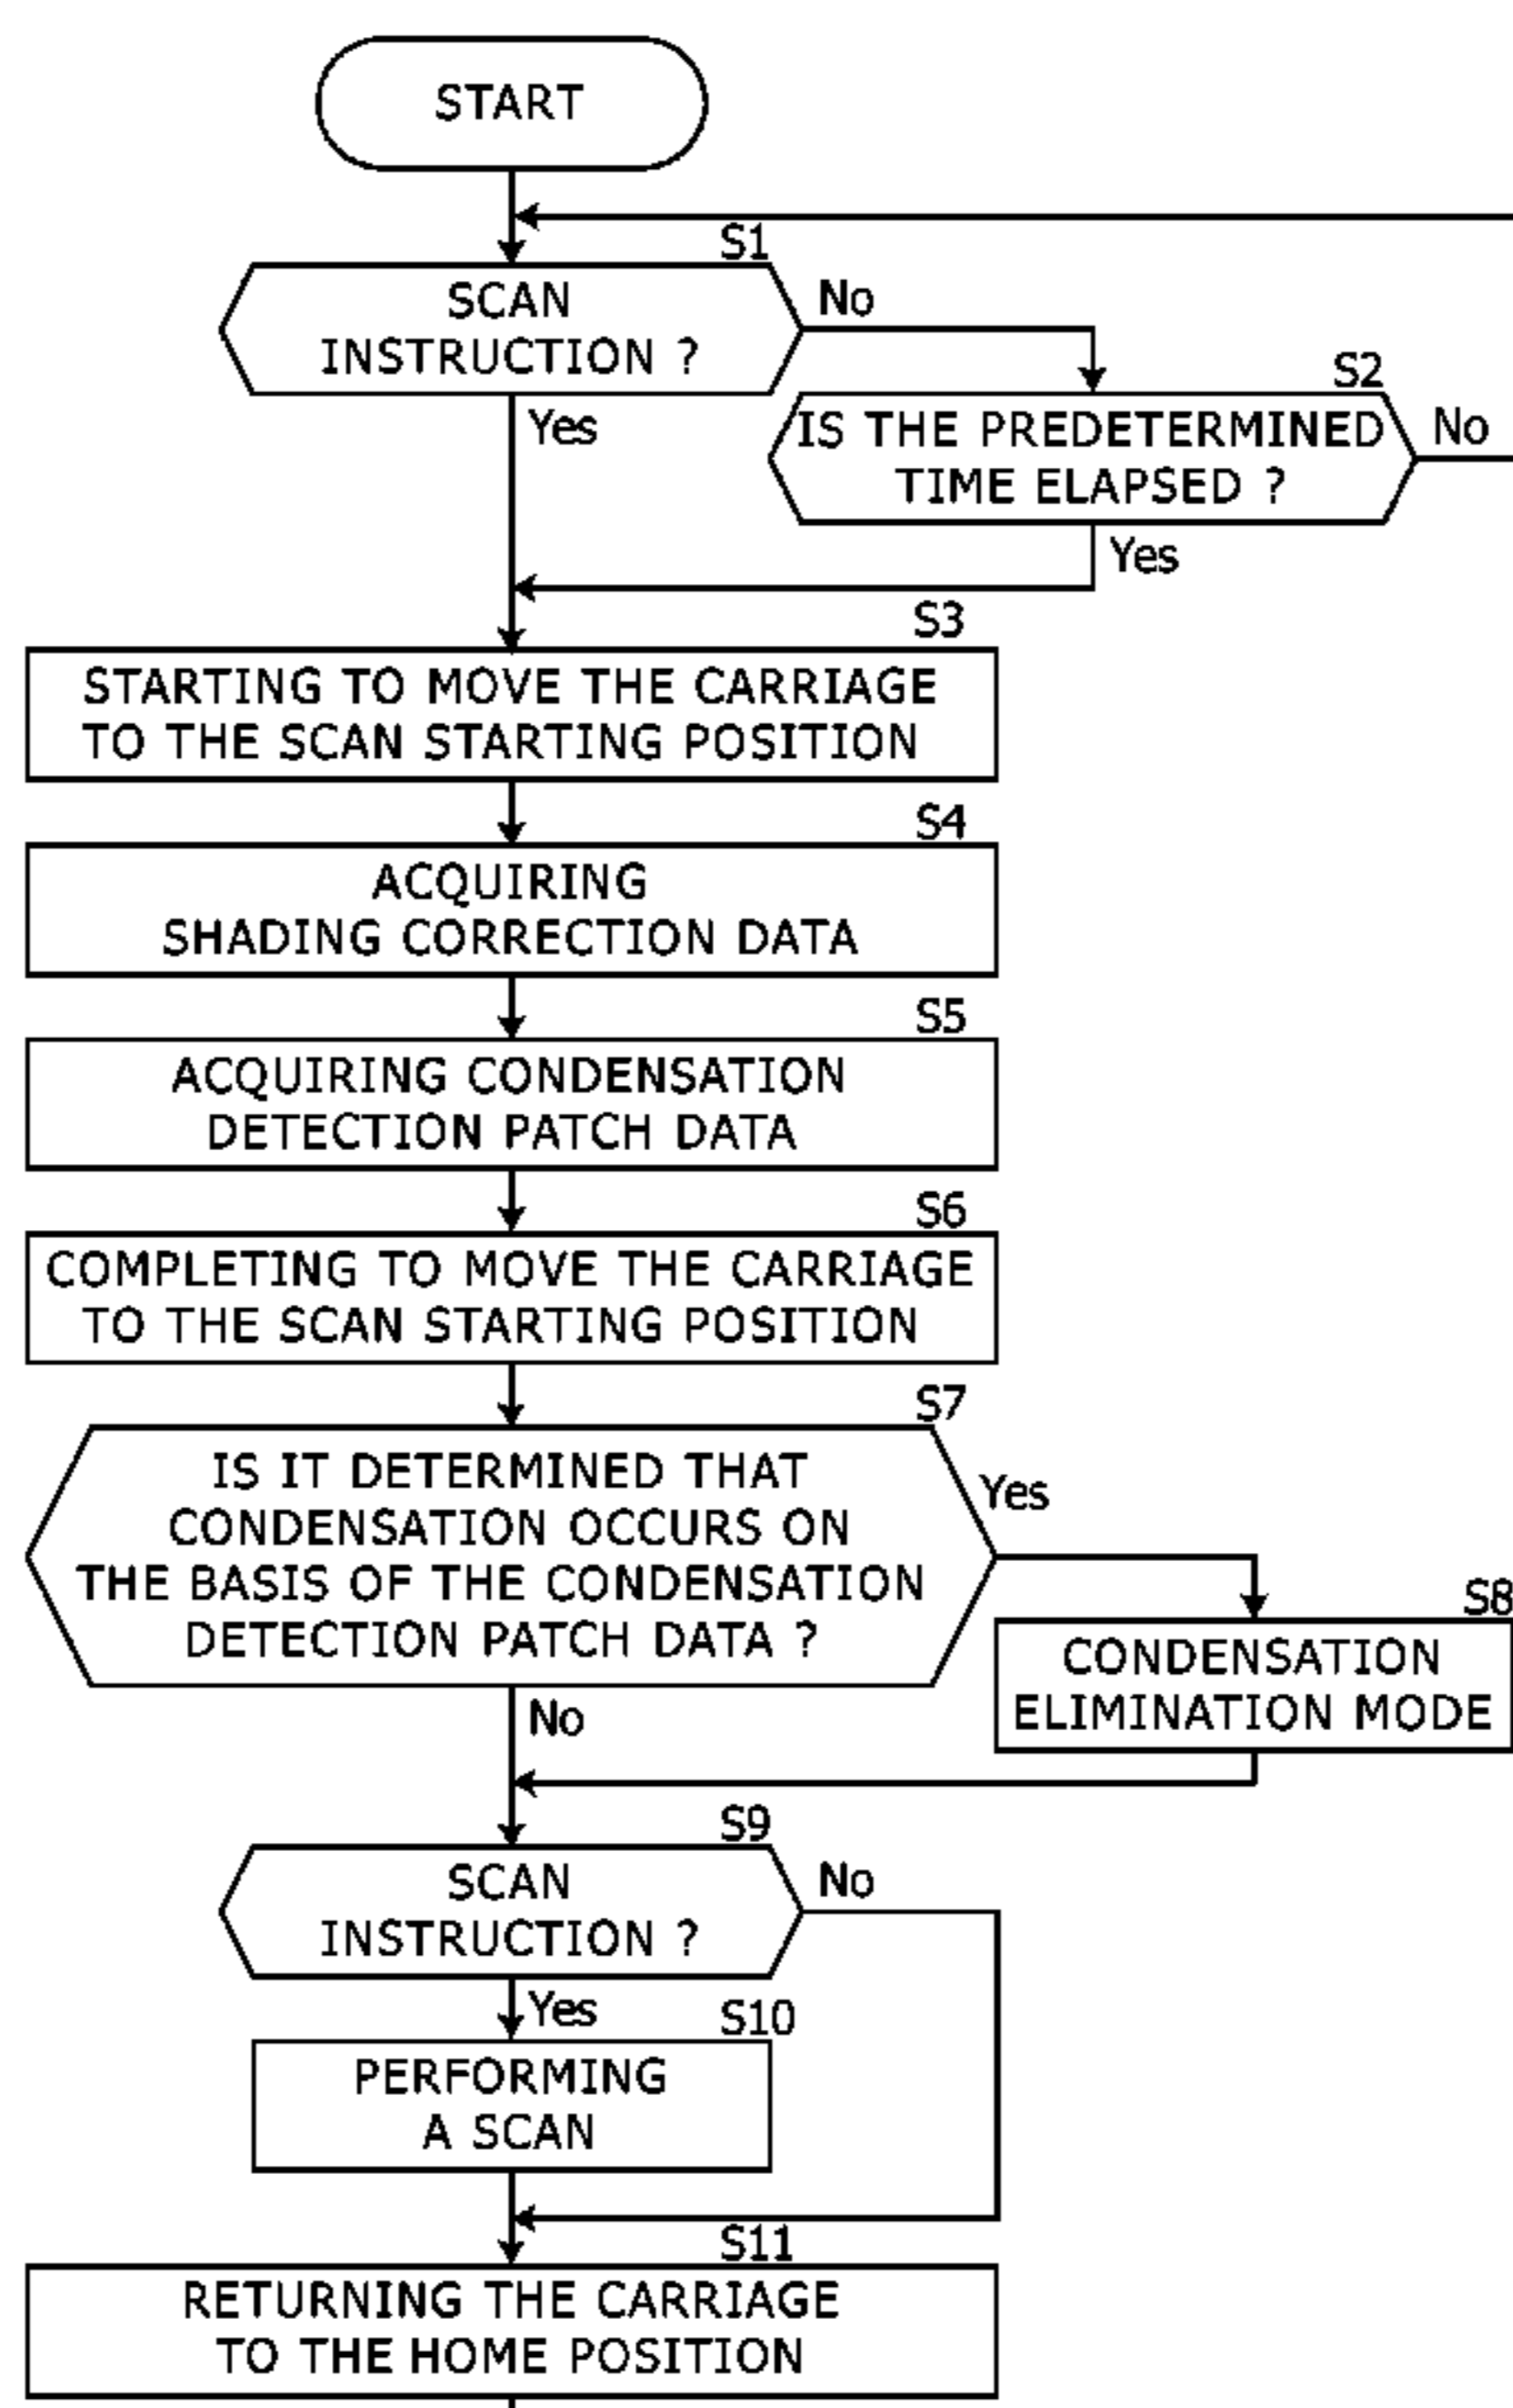 START
S1
SCAN
INSTRUCTION ?
No
Yes
S2
IS THE PREDETERMINED
TIME ELAPSED ?
No
Yes
S3
STARTING TO MOVE THE CARRIAGE
TO THE SCAN STARTING POSITION
S4
ACQUIRING
SHADING CORRECTION DATA
S5
ACQUIRING CONDENSATION
DETECTION PATCH DATA
S6
COMPLETING TO MOVE THE CARRIAGE
TO THE SCAN STARTING POSITION
S7
IS IT DETERMINED THAT
CONDENSATION OCCURS ON
THE BASIS OF THE CONDENSATION
DETECTION PATCH DATA ?
Yes
No
S8
CONDENSATION
ELIMINATION MODE
S9
SCAN
INSTRUCTION ?
No
Yes
S10
PERFORMING
A SCAN
S11
RETURNING THE CARRIAGE
TO THE HOME POSITION